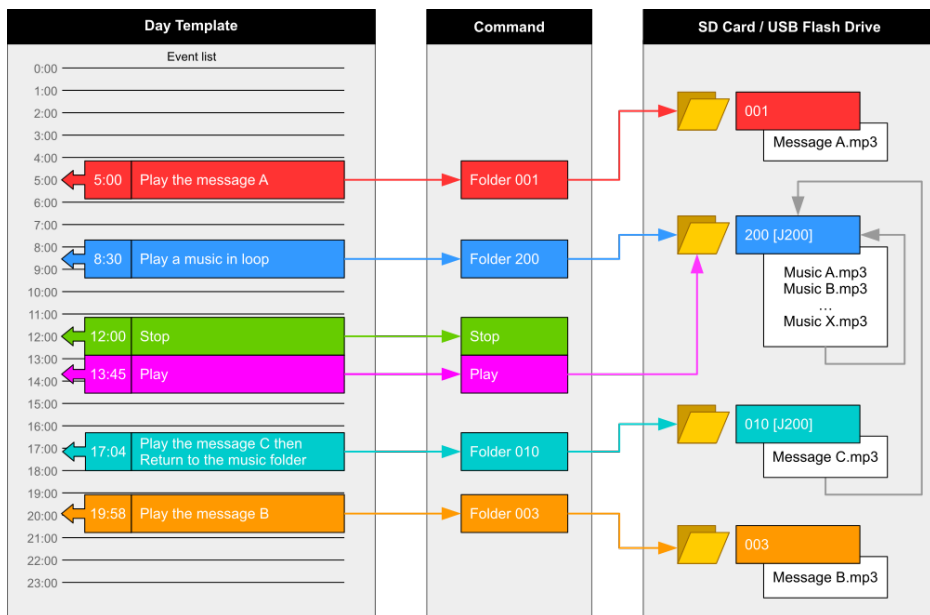 Day Template
Command
SD Card / USB Flash Drive
Event list
0:00
1:00
2:00
3:00
4:00
5:00
6:00
7:00
8:00
9:00
10:00
11:00
12:00
13:00
14:00
15:00
16:00
17:00
18:00
19:00
20:00
21:00
22:00
23:00
5:00 Play the message A
8:30 Play a music in loop
12:00 Stop
13:45 Play
17:04 Play the message C then
Return to the music folder
19:58 Play the message B
Folder 001
Folder 200
Stop
Play
Folder 010
Folder 003
001
Message A.mp3
200 [J200]
Music A.mp3
Music B.mp3
...
Music X.mp3
010 [J200]
Message C.mp3
003
Message B.mp3